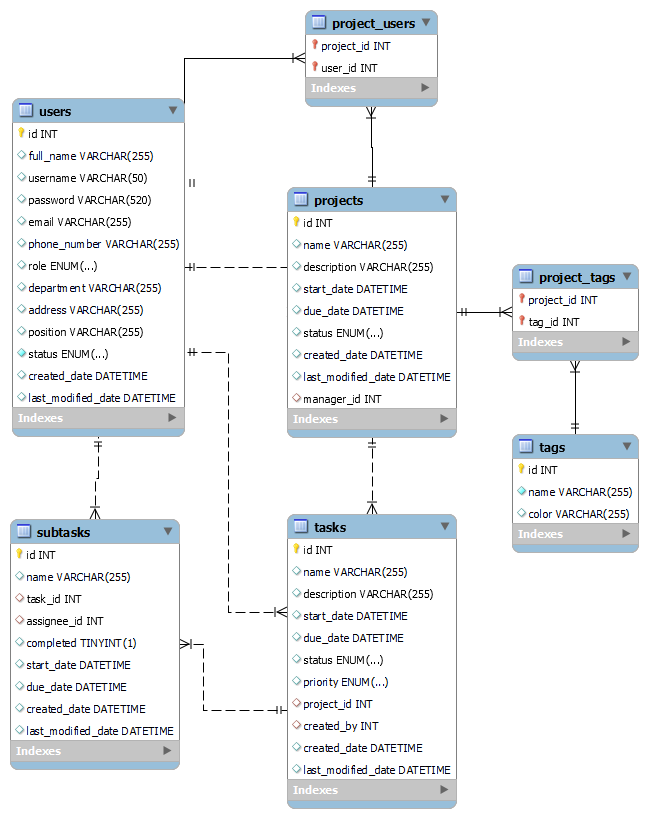 project_users
project_id INT
user_id INT
Indexes
users
id INT
full_name VARCHAR(255)
username VARCHAR(50)
password VARCHAR(520)
email VARCHAR(255)
phone_number VARCHAR(255)
role ENUM(...)
department VARCHAR(255)
address VARCHAR(255)
position VARCHAR(255)
status ENUM(...)
created_date DATETIME
last_modified_date DATETIME
Indexes
projects
id INT
name VARCHAR(255)
description VARCHAR(255)
start_date DATETIME
due_date DATETIME
status ENUM(...)
created_date DATETIME
last_modified_date DATETIME
manager_id INT
Indexes
project_tags
project_id INT
tag_id INT
Indexes
tags
id INT
name VARCHAR(255)
color VARCHAR(255)
Indexes
subtasks
id INT
name VARCHAR(255)
task_id INT
assignee_id INT
completed TINYINT(1)
start_date DATETIME
due_date DATETIME
created_date DATETIME
last_modified_date DATETIME
Indexes
tasks
id INT
name VARCHAR(255)
description VARCHAR(255)
start_date DATETIME
due_date DATETIME
status ENUM(...)
priority ENUM(...)
project_id INT
created_by INT
created_date DATETIME
last_modified_date DATETIME
Indexes